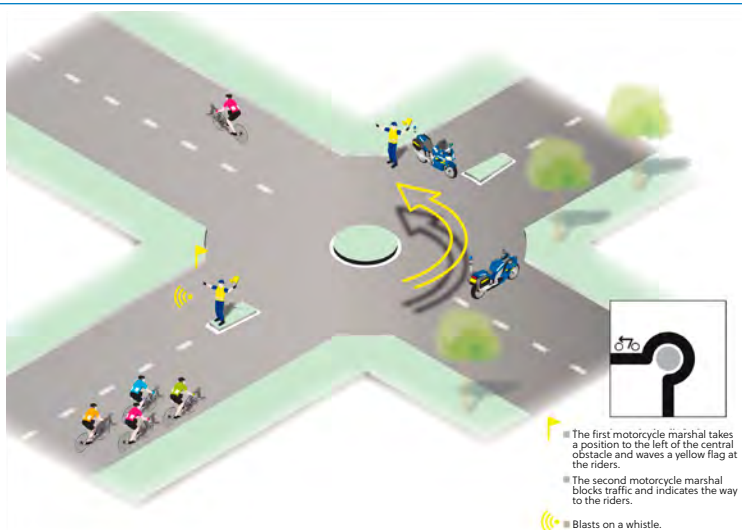 The first motorcycle marshal takes
a position to the left of the central
obstacle and waves a yellow flag at
the riders.
The second motorcycle marshal
blocks traffic and indicates the way
to the riders.
Blasts on a whistle.